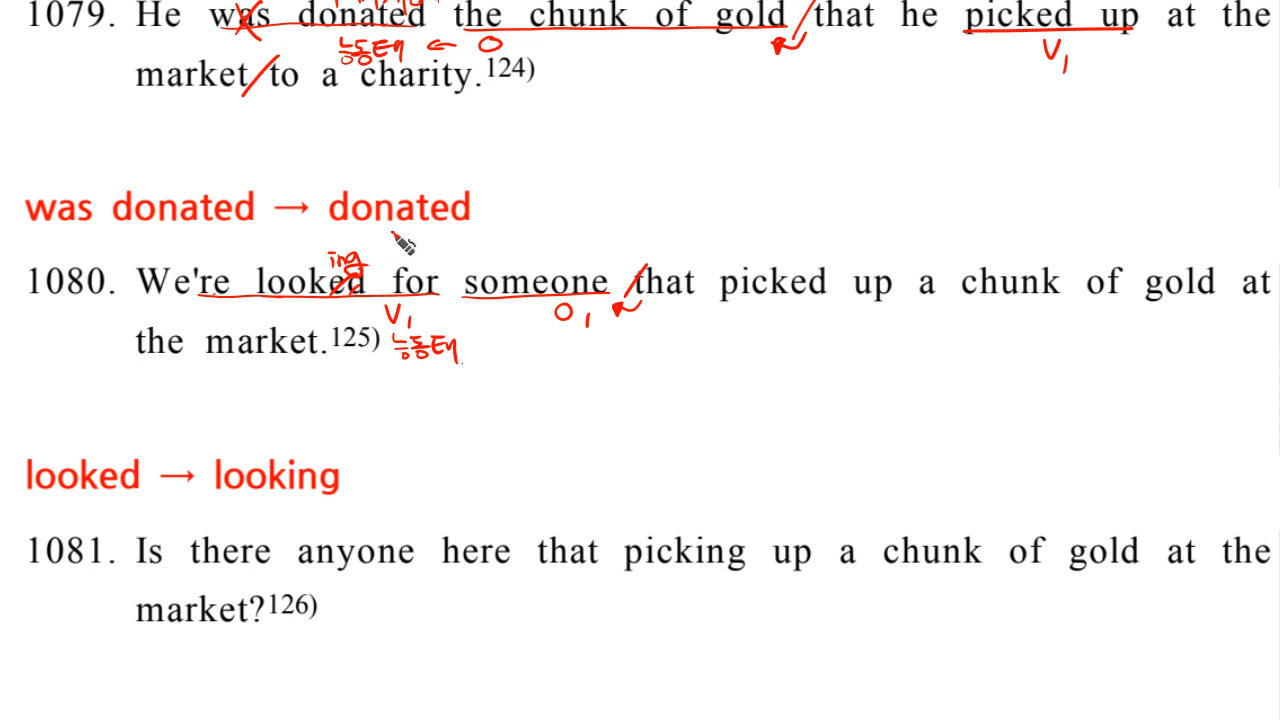 1079. He was donated the chunk of gold that he picked up at the
능동태 ← O V₁
market to a charity.124)
was donated → donated
ing
1080. We're looked for someone that picked up a chunk of gold at
V₁ O₁
the market.125) 능동태
looked → looking
1081. Is there anyone here that picking up a chunk of gold at the
market?126)